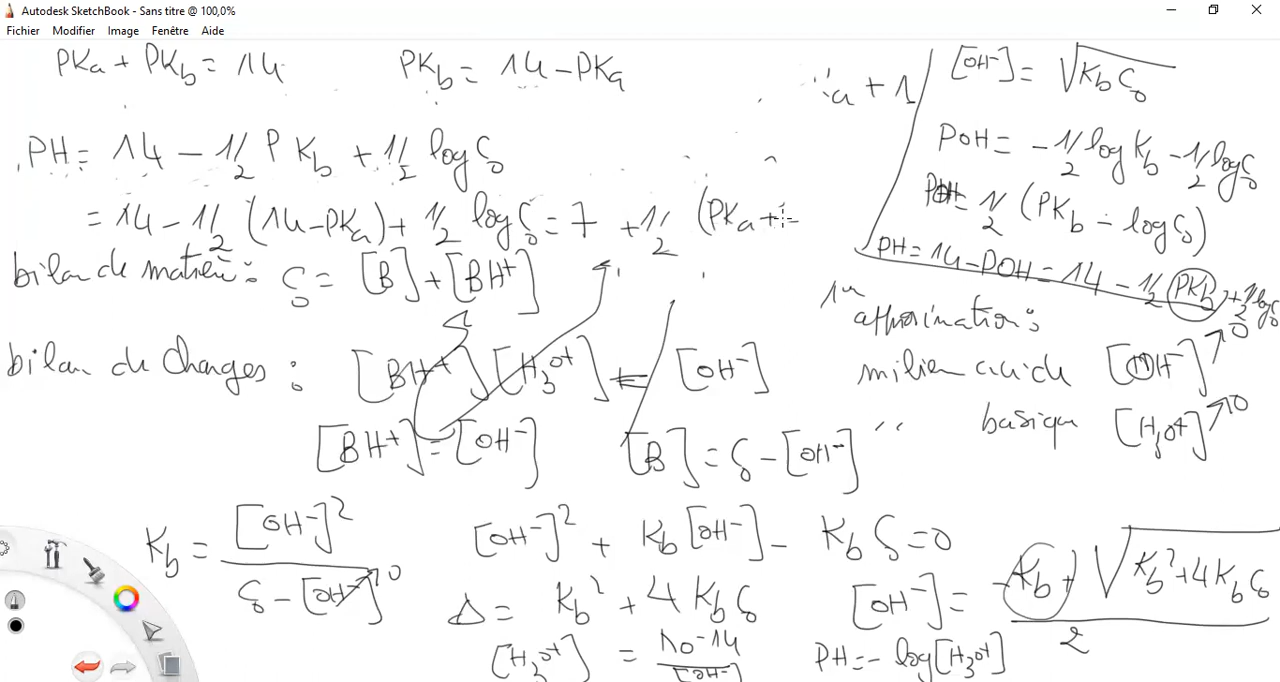 Autodesk SketchBook - Sans titre @ 100,0%
Fichier Modifier Image Fenêtre Aide
PKa + PKb = 14
PKb = 14 - PKa
PH = 14 - 1/2 PKb + 1/2 log C0
= 14 - 1/2 (14 - PKa) + 1/2 log C0 = 7 + 1/2 (PKa +
bilan de matière : C0 = [B] + [BH+]
bilan de charges : [BH+] [H3O+] = [OH-]
[BH+] = [OH-]
[B] = C0 - [OH-]
Kb = [OH-]² / C0 - [OH-] → 0
[OH-]² + Kb [OH-] - Kb C0 = 0
Δ = Kb² + 4 Kb C0
[OH-] = - Kb + √Kb² + 4 Kb C0 / 2
[H3O+] = 10-14 / [OH-]
PH = - log [H3O+]
a + 1
[OH-] = √Kb C0
POH = - 1/2 log Kb - 1/2 log C0
POH = 1/2 (PKb - log C0)
PH = 14 - POH = 14 - 1/2 PKb + 1/2 log C0
1er approximation :
milieu acide [OH-] → 0
" basique [H3O+] → 0